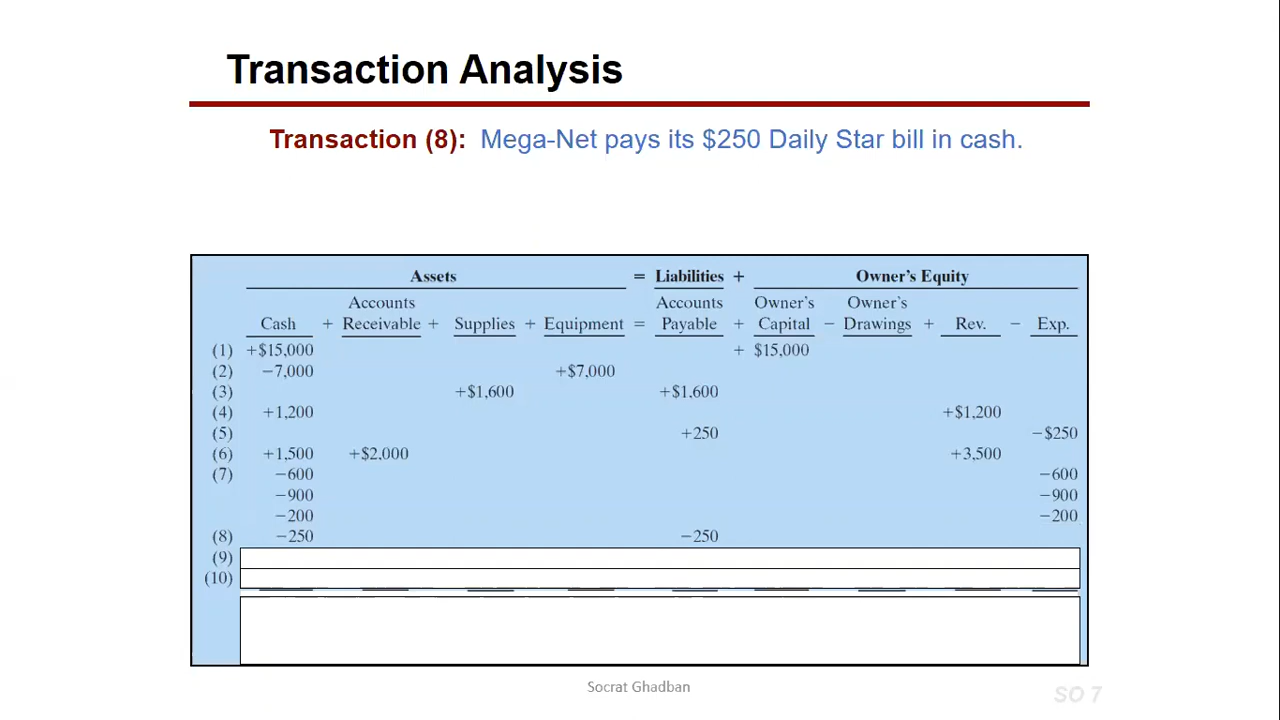 Transaction Analysis
Transaction (8): Mega-Net pays its $250 Daily Star bill in cash.
Assets = Liabilities + Owner's Equity
Accounts Accounts Owner's Owner's
Cash + Receivable + Supplies + Equipment = Payable + Capital − Drawings + Rev. − Exp.
(1) +$15,000 + $15,000
(2) −7,000 +$7,000
(3) +$1,600 +$1,600
(4) +1,200 +$1,200
(5) +250 −$250
(6) +1,500 +$2,000 +3,500
(7) −600 −600
−900 −900
−200 −200
(8) −250 −250
(9)
(10)
Socrat Ghadban
SO 7